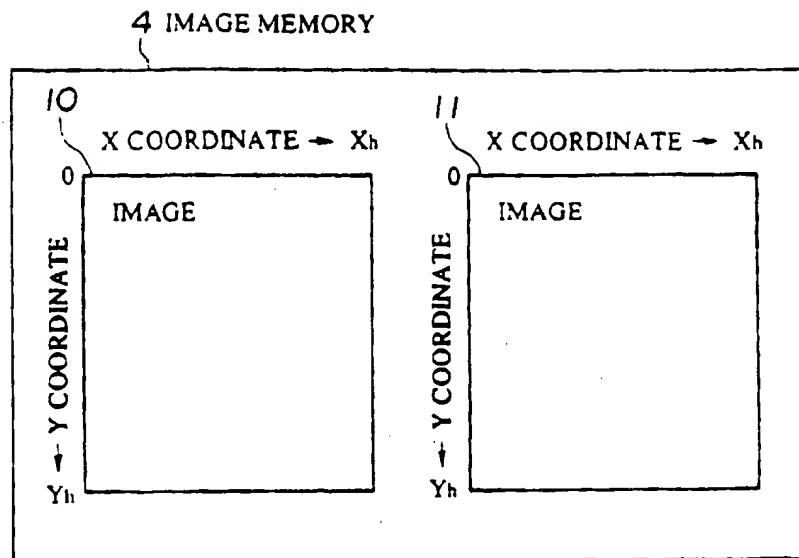 4 IMAGE MEMORY
10
X COORDINATE → Xh
0
IMAGE
Y COORDINATE
Yh
11
X COORDINATE → Xh
0
IMAGE
Y COORDINATE
Yh